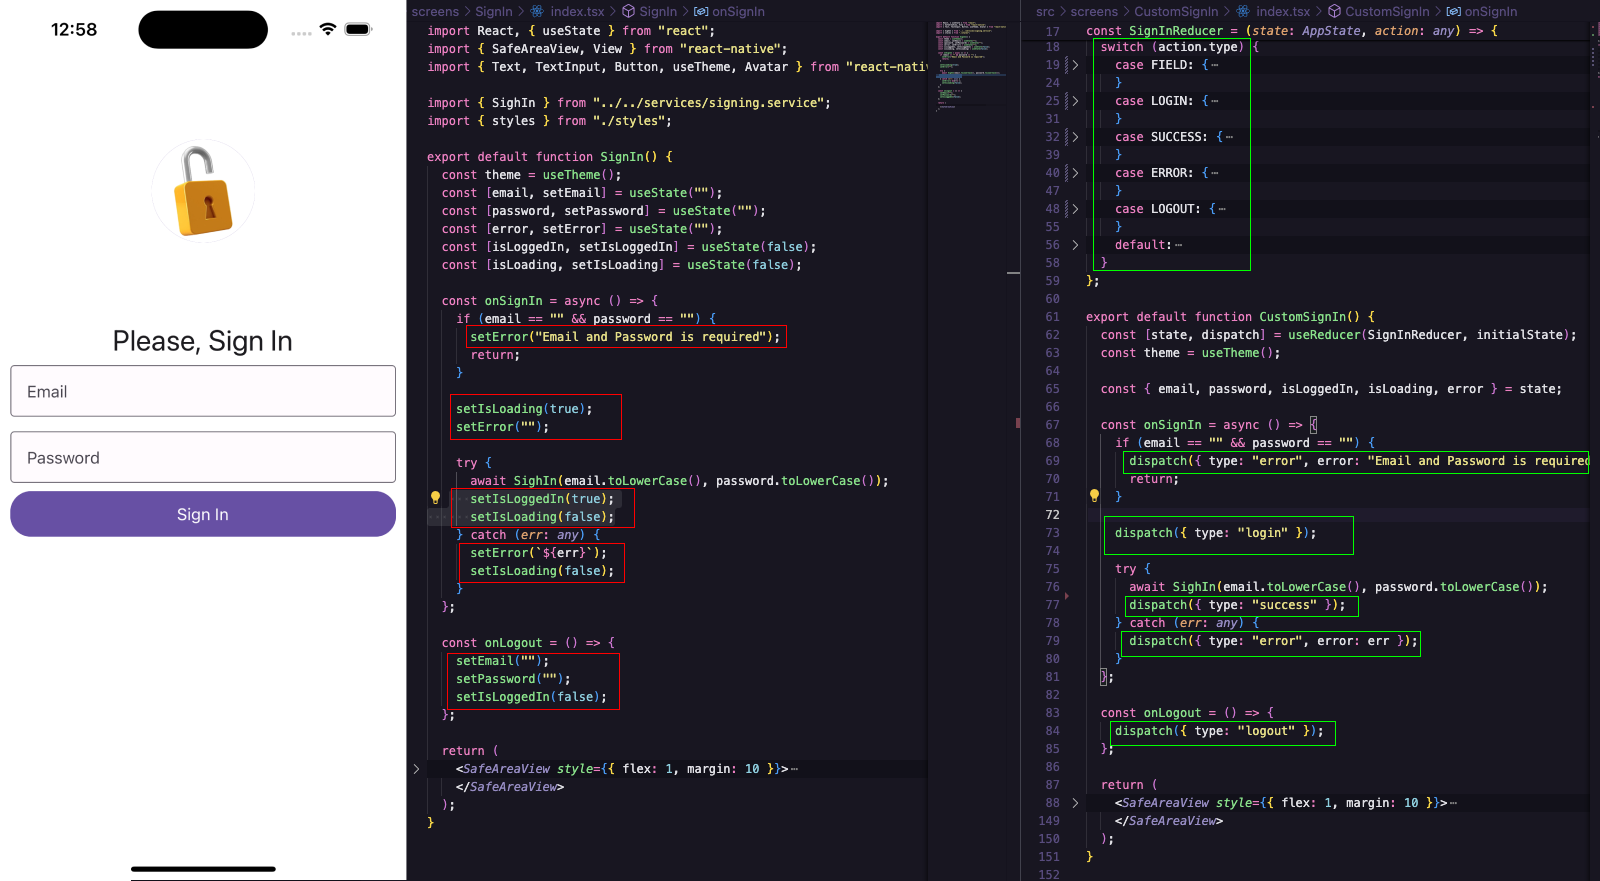 12:58
Please, Sign In
Email
Password
Sign In
screens > SignIn > index.tsx > SignIn > onSignIn
import React, { useState } from "react";
import { SafeAreaView, View } from "react-native";
import { Text, TextInput, Button, useTheme, Avatar } from "react-nativ
import { SighIn } from "../../services/signing.service";
import { styles } from "./styles";
export default function SignIn() {
const theme = useTheme();
const [email, setEmail] = useState("");
const [password, setPassword] = useState("");
const [error, setError] = useState("");
const [isLoggedIn, setIsLoggedIn] = useState(false);
const [isLoading, setIsLoading] = useState(false);
const onSignIn = async () => {
if (email == "" && password == "") {
setError("Email and Password is required");
return;
}
setIsLoading(true);
setError("");
try {
await SighIn(email.toLowerCase(), password.toLowerCase());
setIsLoggedIn(true);
setIsLoading(false);
} catch (err: any) {
setError(`${err}`);
setIsLoading(false);
}
};
const onLogout = () => {
setEmail("");
setPassword("");
setIsLoggedIn(false);
};
return (
<SafeAreaView style={{ flex: 1, margin: 10 }}>⋯
</SafeAreaView>
);
}
src > screens > CustomSignIn > index.tsx > CustomSignIn > onSignIn
17 const SignInReducer = (state: AppState, action: any) => {
18 switch (action.type) {
19 case FIELD: {⋯
24 }
25 case LOGIN: {⋯
31 }
32 case SUCCESS: {⋯
39 }
40 case ERROR: {⋯
47 }
48 case LOGOUT: {⋯
55 }
56 default:⋯
58 }
59 };
60
61 export default function CustomSignIn() {
62 const [state, dispatch] = useReducer(SignInReducer, initialState);
63 const theme = useTheme();
64
65 const { email, password, isLoggedIn, isLoading, error } = state;
66
67 const onSignIn = async () => {
68 if (email == "" && password == "") {
69 dispatch({ type: "error", error: "Email and Password is required
70 return;
71 }
72
73 dispatch({ type: "login" });
74
75 try {
76 await SighIn(email.toLowerCase(), password.toLowerCase());
77 dispatch({ type: "success" });
78 } catch (err: any) {
79 dispatch({ type: "error", error: err });
80 }
81 };
82
83 const onLogout = () => {
84 dispatch({ type: "logout" });
85 };
86
87 return (
88 <SafeAreaView style={{ flex: 1, margin: 10 }}>⋯
149 </SafeAreaView>
150 );
151 }
152